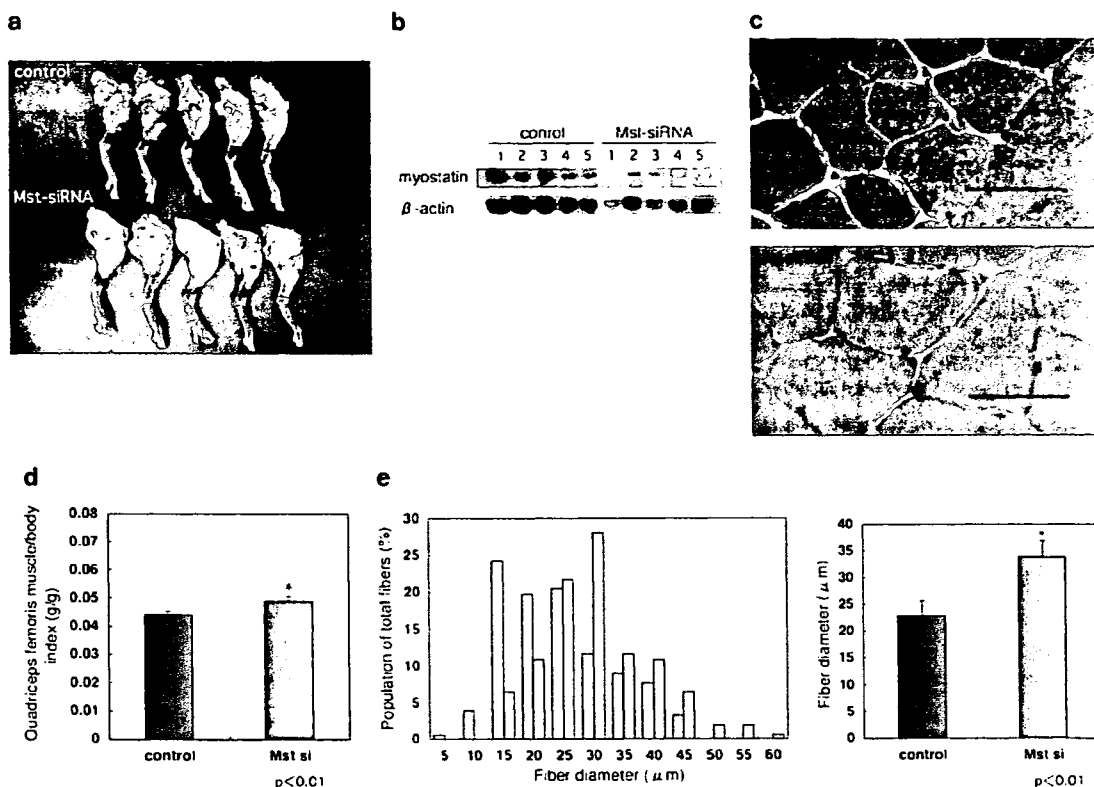 a
control
Mst-siRNA
b
conrol Mst-siRNA
1 2 3 4 5 1 2 3 4 5
myostatin
β-actin
c
d
Quadriceps femoris muscle/body
index (g/g)
0.08
0.07
0.06
0.05
0.04
0.03
0.02
0.01
0
*
control Mst si
p<0.01
e
Population of total fibers (%)
30
25
20
15
10
5
0
5 10 15 20 25 30 35 40 45 50 55 60
Fiber diameter (μm)
Fiber diameter (μm)
40
35
30
25
20
15
10
5
0
*
control Mst si
p<0.01